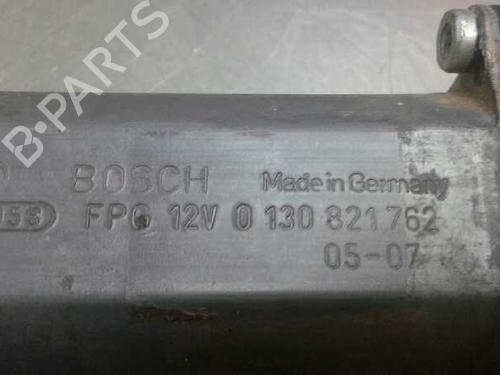 B-PARTS
BOSCH Made in Germany
FPG 12V 0 130 821 762
05-07